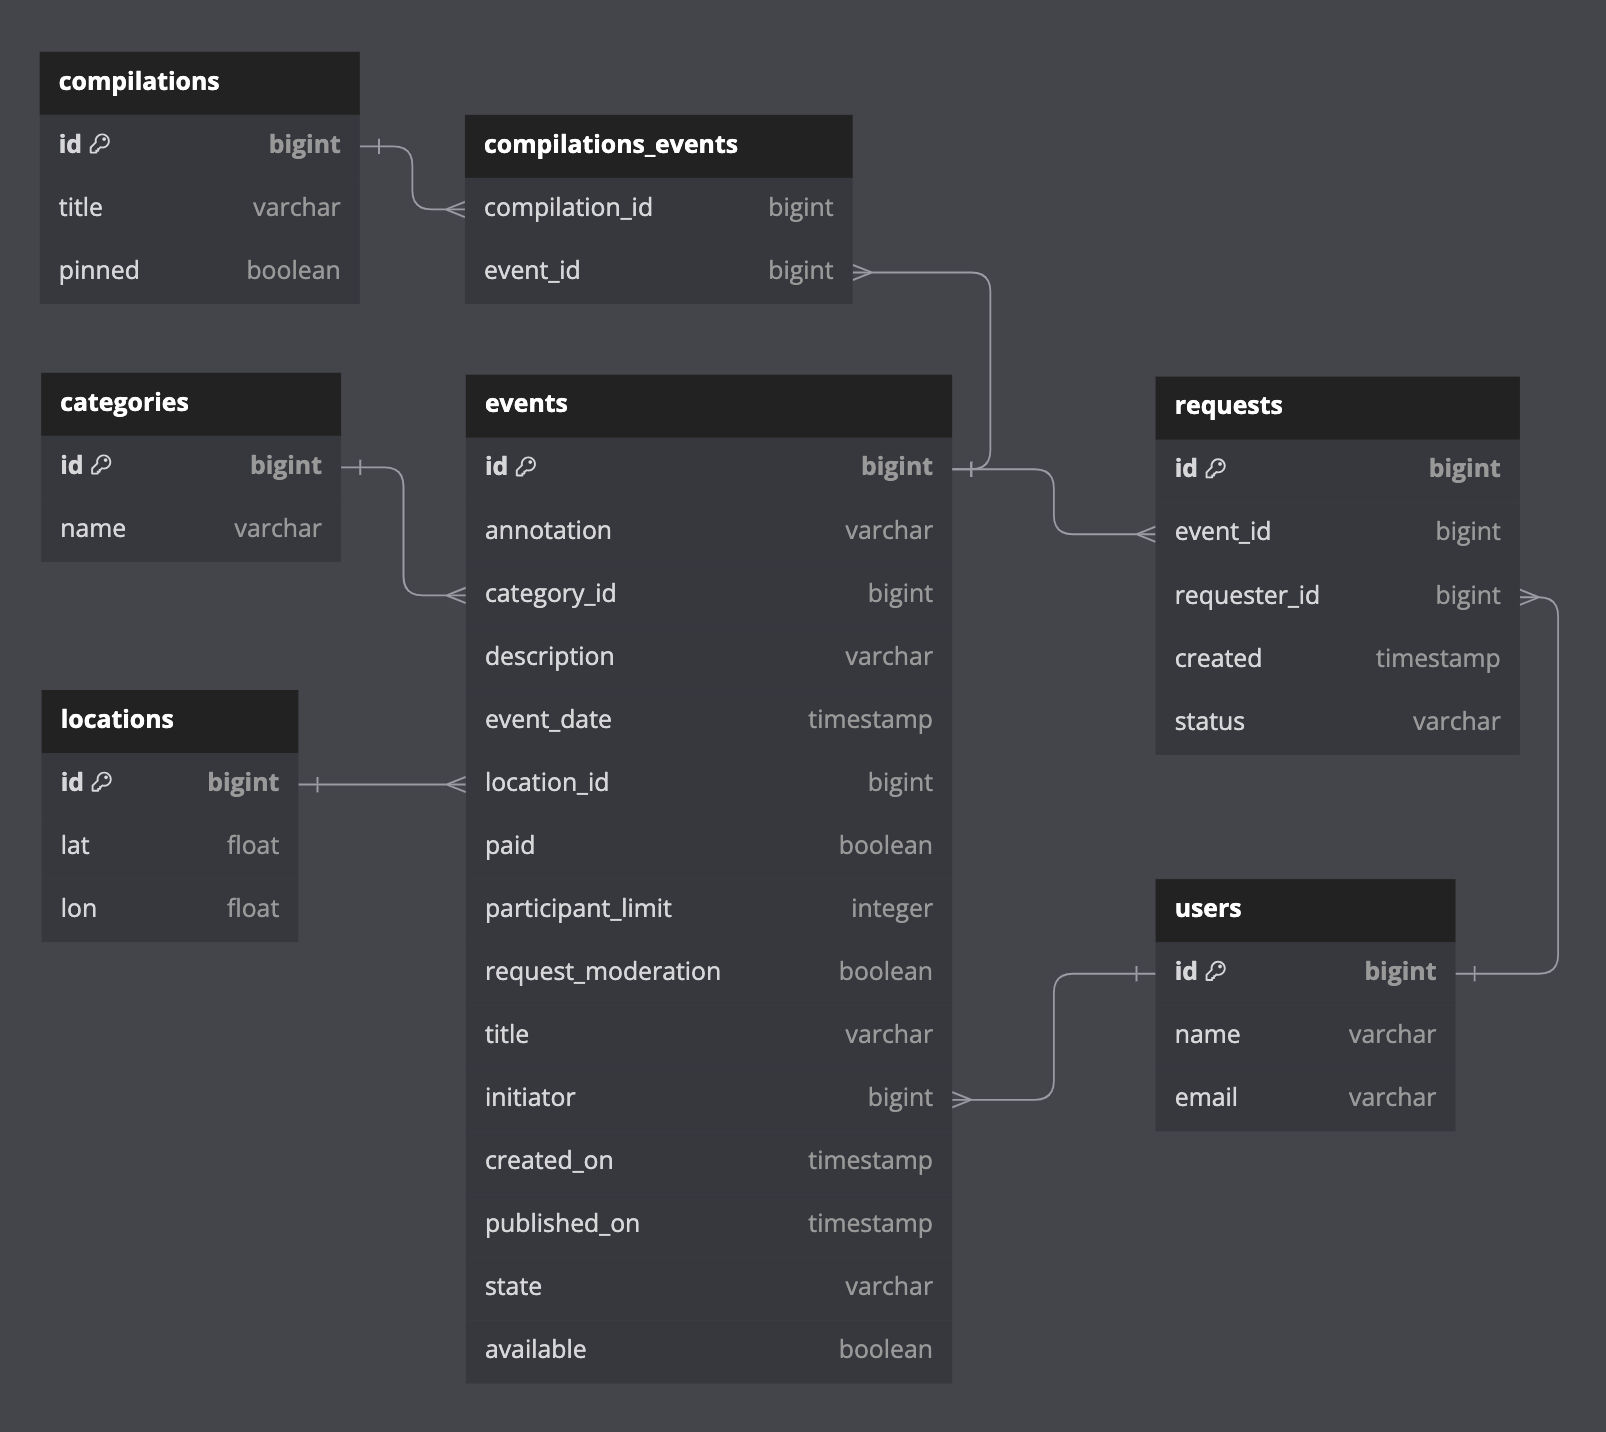 compilations
id bigint
title varchar
pinned boolean
compilations_events
compilation_id bigint
event_id bigint
categories
id bigint
name varchar
events
id bigint
annotation varchar
category_id bigint
description varchar
event_date timestamp
location_id bigint
paid boolean
participant_limit integer
request_moderation boolean
title varchar
initiator bigint
created_on timestamp
published_on timestamp
state varchar
available boolean
requests
id bigint
event_id bigint
requester_id bigint
created timestamp
status varchar
locations
id bigint
lat float
lon float
users
id bigint
name varchar
email varchar